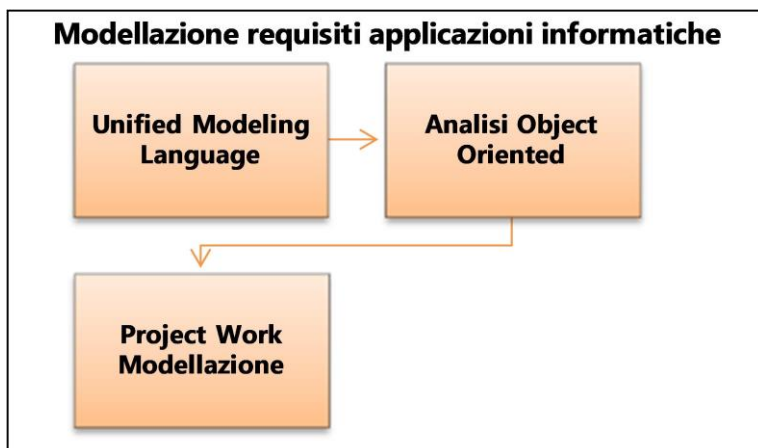 Modellazione requisiti applicazioni informatiche
Unified Modeling
Language
Analisi Object
Oriented
Project Work
Modellazione